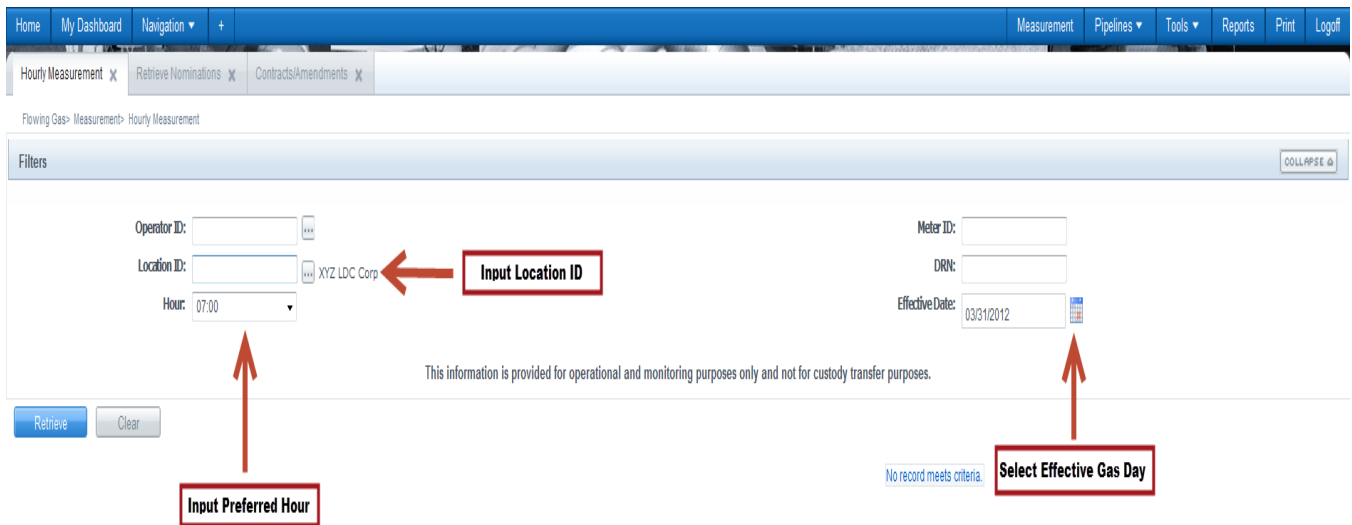 Home My Dashboard Navigation ▾ + Measurement Pipelines ▾ Tools ▾ Reports Print Logoff
Hourly Measurement x Retrieve Nominations x Contracts/Amendments x
Flowing Gas> Measurement> Hourly Measurement
Filters COLLAPSE
Operator ID: ... Meter ID:
Location ID: ... XYZ LDC Corp Input Location ID DRN:
Hour: 07:00 Effective Date: 03/31/2012
This information is provided for operational and monitoring purposes only and not for custody transfer purposes.
Retrieve Clear
No record meets criteria. Select Effective Gas Day
Input Preferred Hour